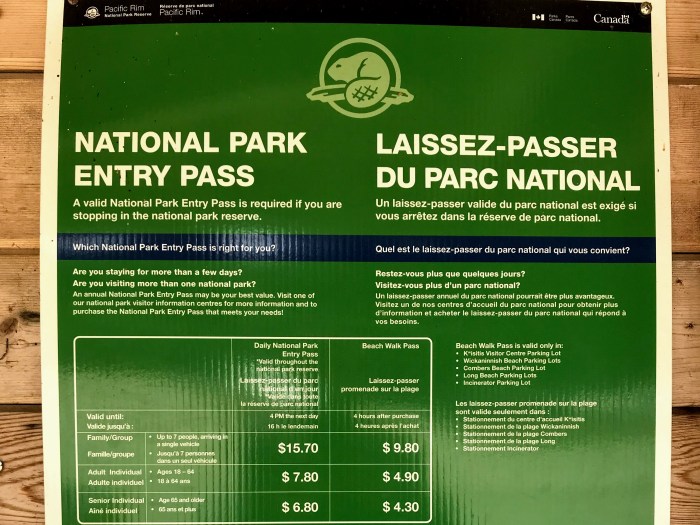 Pacific Rim
National Park Reserve
Réserve de parc national
Pacific Rim
Parks Canada
Parcs Canada
Canada
NATIONAL PARK
ENTRY PASS
A valid National Park Entry Pass is required if you are
stopping in the national park reserve.
LAISSEZ-PASSER
DU PARC NATIONAL
Un laissez-passer valide du parc national est exigé si
vous arrêtez dans la réserve de parc national.
Which National Park Entry Pass is right for you?
Quel est le laissez-passer du parc national qui vous convient?
Are you staying for more than a few days?
Are you visiting more than one national park?
An annual National Park Entry Pass may be your best value. Visit one of
our national park visitor information centres for more information and to
purchase the National Park Entry Pass that meets your needs!
Restez-vous plus que quelques jours?
Visitez-vous plus d'un parc national?
Un laissez-passer annuel du parc national pourrait être plus avantageux.
Visitez un de nos centres d'accueil du parc national pour obtenir plus
d'information et acheter le laissez-passer du parc national qui répond à
vos besoins.
Daily National Park
Entry Pass
*Valid throughout the
national park reserve
Laissez-passer du parc
national d'un jour
*Valide dans toute
la réserve de parc national
Beach Walk Pass
Laissez-passer
promenade sur la plage
Valid until: 4 PM the next day 4 hours after purchase
Valide jusqu'à : 16 h le lendemain 4 heures après l'achat
Family/Group • Up to 7 people, arriving in
a single vehicle
Famille/groupe • Jusqu'à 7 personnes
dans un seul véhicule
$15.70 $ 9.80
Adult Individual • Ages 18 – 64
Adulte individuel • 18 à 64 ans
$ 7.80 $ 4.90
Senior Individual • Age 65 and older
Aîné individuel • 65 ans et plus
$ 6.80 $ 4.30
Beach Walk Pass is valid only in:
• Kʷisitis Visitor Centre Parking Lot
• Wickaninnish Beach Parking Lots
• Combers Beach Parking Lot
• Long Beach Parking Lots
• Incinerator Parking Lot
Les laissez-passer promenade sur la plage
sont valide seulement dans :
• Stationnement du centre d'accueil Kʷisitis
• Stationnement de la plage Wickaninnish
• Stationnement de la plage Combers
• Stationnement de la plage Long
• Stationnement Incinerator